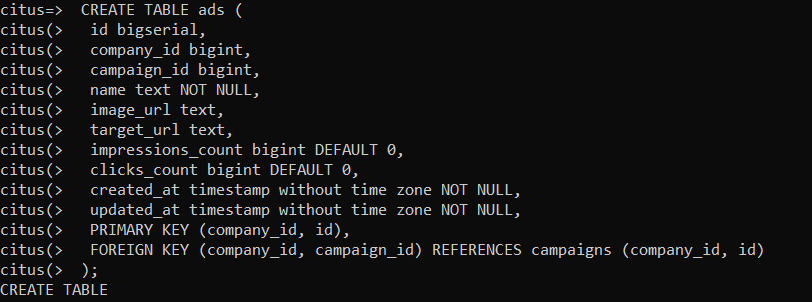 citus=>  CREATE TABLE ads (
citus(>   id bigserial,
citus(>   company_id bigint,
citus(>   campaign_id bigint,
citus(>   name text NOT NULL,
citus(>   image_url text,
citus(>   target_url text,
citus(>   impressions_count bigint DEFAULT 0,
citus(>   clicks_count bigint DEFAULT 0,
citus(>   created_at timestamp without time zone NOT NULL,
citus(>   updated_at timestamp without time zone NOT NULL,
citus(>   PRIMARY KEY (company_id, id),
citus(>   FOREIGN KEY (company_id, campaign_id) REFERENCES campaigns (company_id, id)
citus(>  );
CREATE TABLE